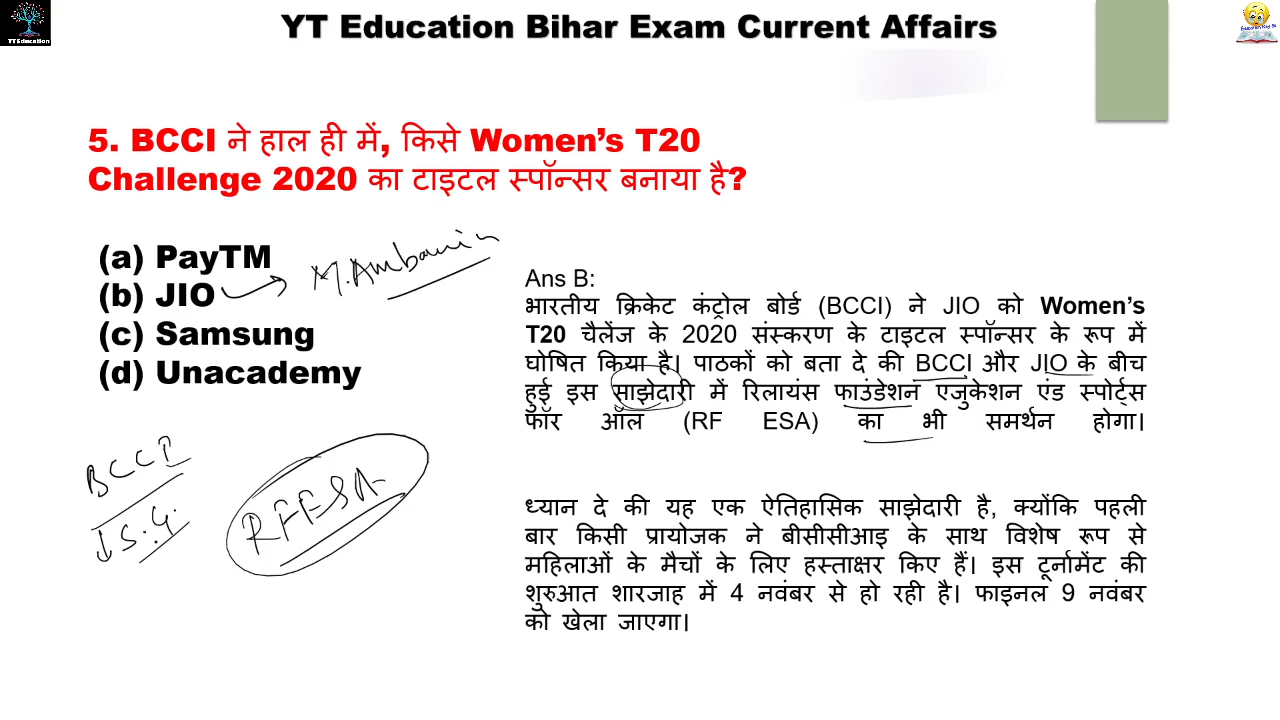 YT Education Bihar Exam Current Affairs
YT Education
5. BCCI ने हाल ही में, किसे Women’s T20
Challenge 2020 का टाइटल स्पॉन्सर बनाया है?
(a) PayTM
(b) JIO
M. Ambani
(c) Samsung
(d) Unacademy
BCCI
S.G.
RFESA
Ans B:
भारतीय क्रिकेट कंट्रोल बोर्ड (BCCI) ने JIO को Women’s
T20 चैलेंज के 2020 संस्करण के टाइटल स्पॉन्सर के रूप में
घोषित किया है। पाठकों को बता दे की BCCI और JIO के बीच
हुई इस साझेदारी में रिलायंस फाउंडेशन एजुकेशन एंड स्पोर्ट्स
फॉर ऑल (RF ESA) का भी समर्थन होगा।
ध्यान दे की यह एक ऐतिहासिक साझेदारी है, क्योंकि पहली
बार किसी प्रायोजक ने बीसीसीआइ के साथ विशेष रूप से
महिलाओं के मैचों के लिए हस्ताक्षर किए हैं। इस टूर्नामेंट की
शुरुआत शारजाह में 4 नवंबर से हो रही है। फाइनल 9 नवंबर
को खेला जाएगा।